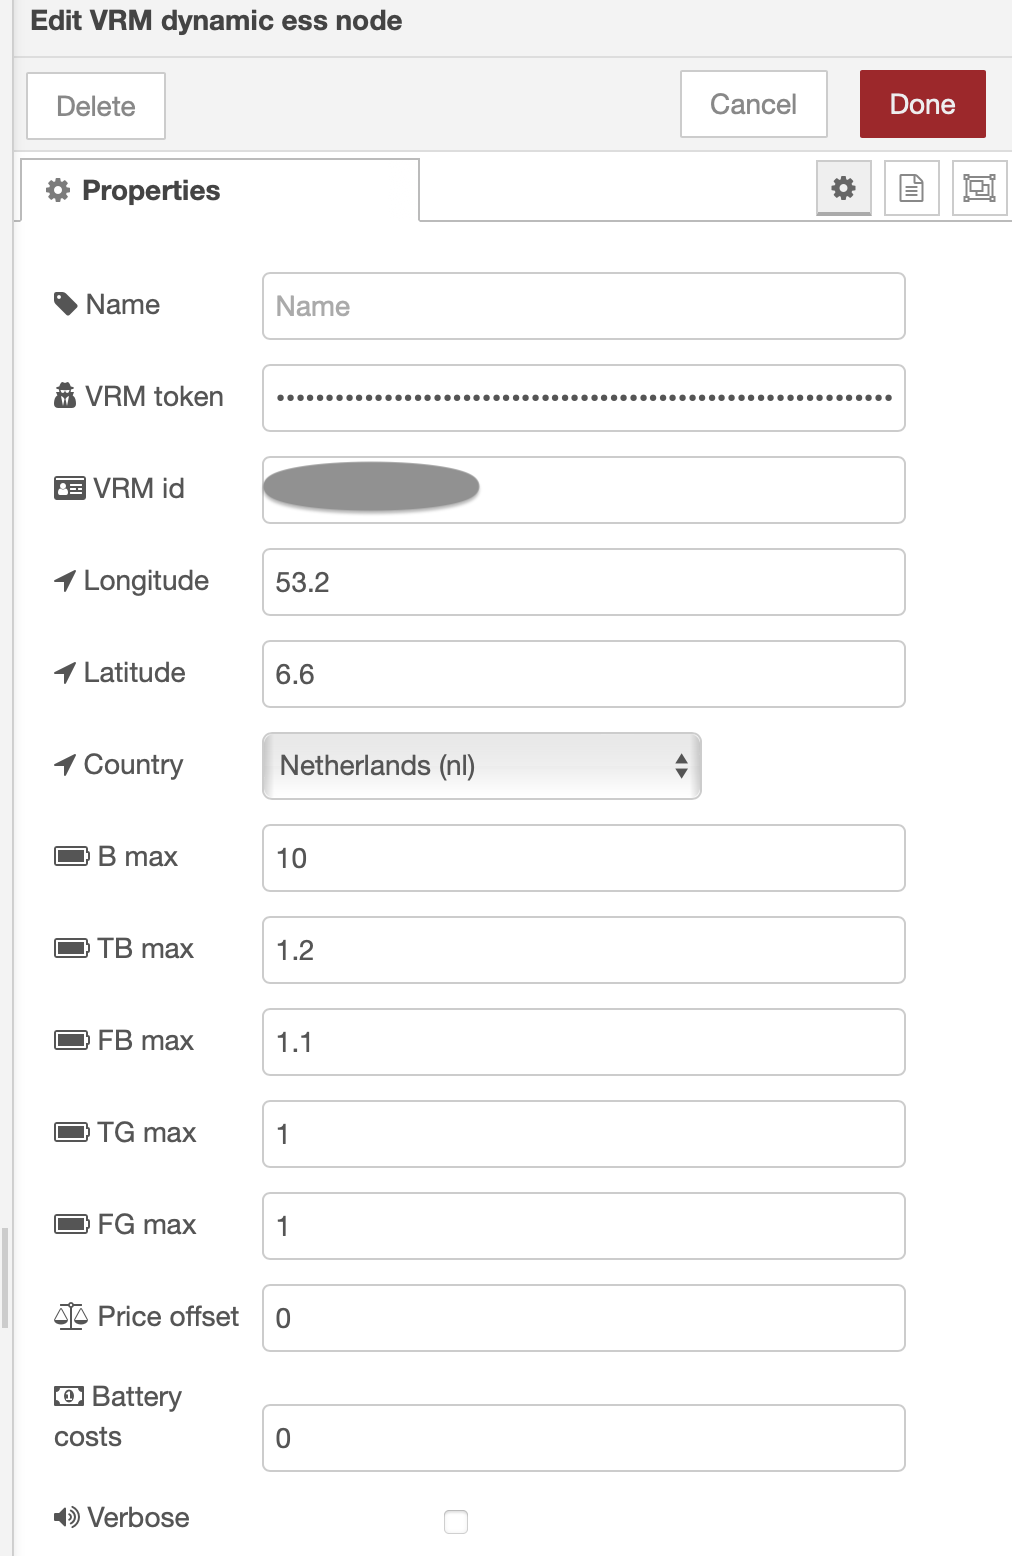 Edit VRM dynamic ess node
Delete
Cancel
Done
Properties
Name
Name
VRM token
••••••••••••••••••••••••••••••••••••••••••••••••••••••••••••••••
VRM id
Longitude
53.2
Latitude
6.6
Country
Netherlands (nl)
B max
10
TB max
1.2
FB max
1.1
TG max
1
FG max
1
Price offset
0
Battery
costs
0
Verbose